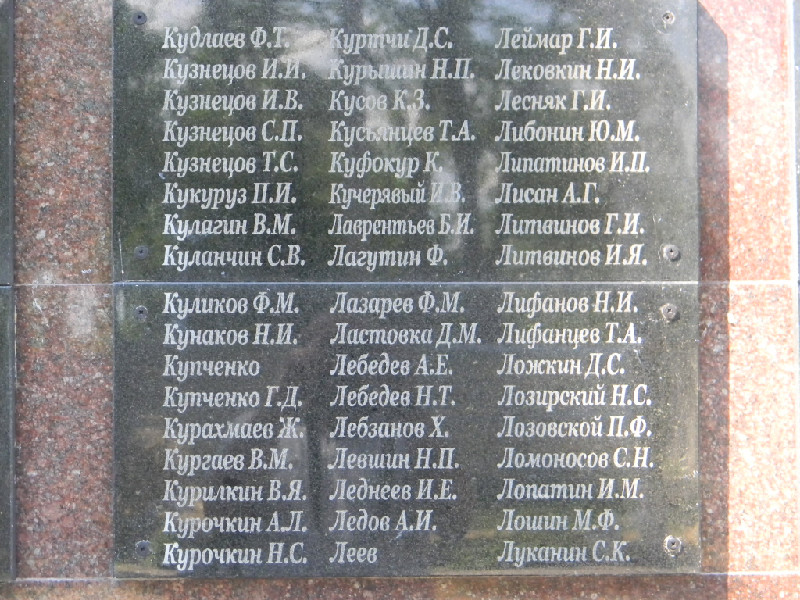 Кудлаев Ф.Т.
Кузнецов И.И.
Кузнецов И.В.
Кузнецов С.П.
Кузнецов Т.С.
Кукуруз П.И.
Кулягин В.М.
Куланчин С.В.
Куликов Ф.М.
Кунаков Н.И.
Купченко
Купченко Г.Д.
Курахмаев Ж.
Кургаев В.М.
Курилкин В.Я.
Курочкин А.Л.
Курочкин Н.С.
Куртчи Д.С.
Курышин Н.П.
Кусов К.З.
Кусьянцев Т.А.
Куфокур К.
Кучерявый И.В.
Лаврентьев Б.И.
Лагутин Ф.
Лазарев Ф.М.
Ластовка Д.М.
Лебедев А.Е.
Лебедев Н.Т.
Лебзанов Х.
Левшин Н.П.
Леднеев И.Е.
Ледов А.И.
Леев
Леймар Г.И.
Лековкин Н.И.
Лесняк Г.И.
Либонин Ю.М.
Липатинов И.П.
Лисан А.Г.
Литвинов Г.И.
Литвинов И.Я.
Лифанов Н.И.
Лифанцев Т.А.
Ложкин Д.С.
Лозирский Н.С.
Лозовской П.Ф.
Ломоносов С.Н.
Лопатин И.М.
Лошин М.Ф.
Луканин С.К.